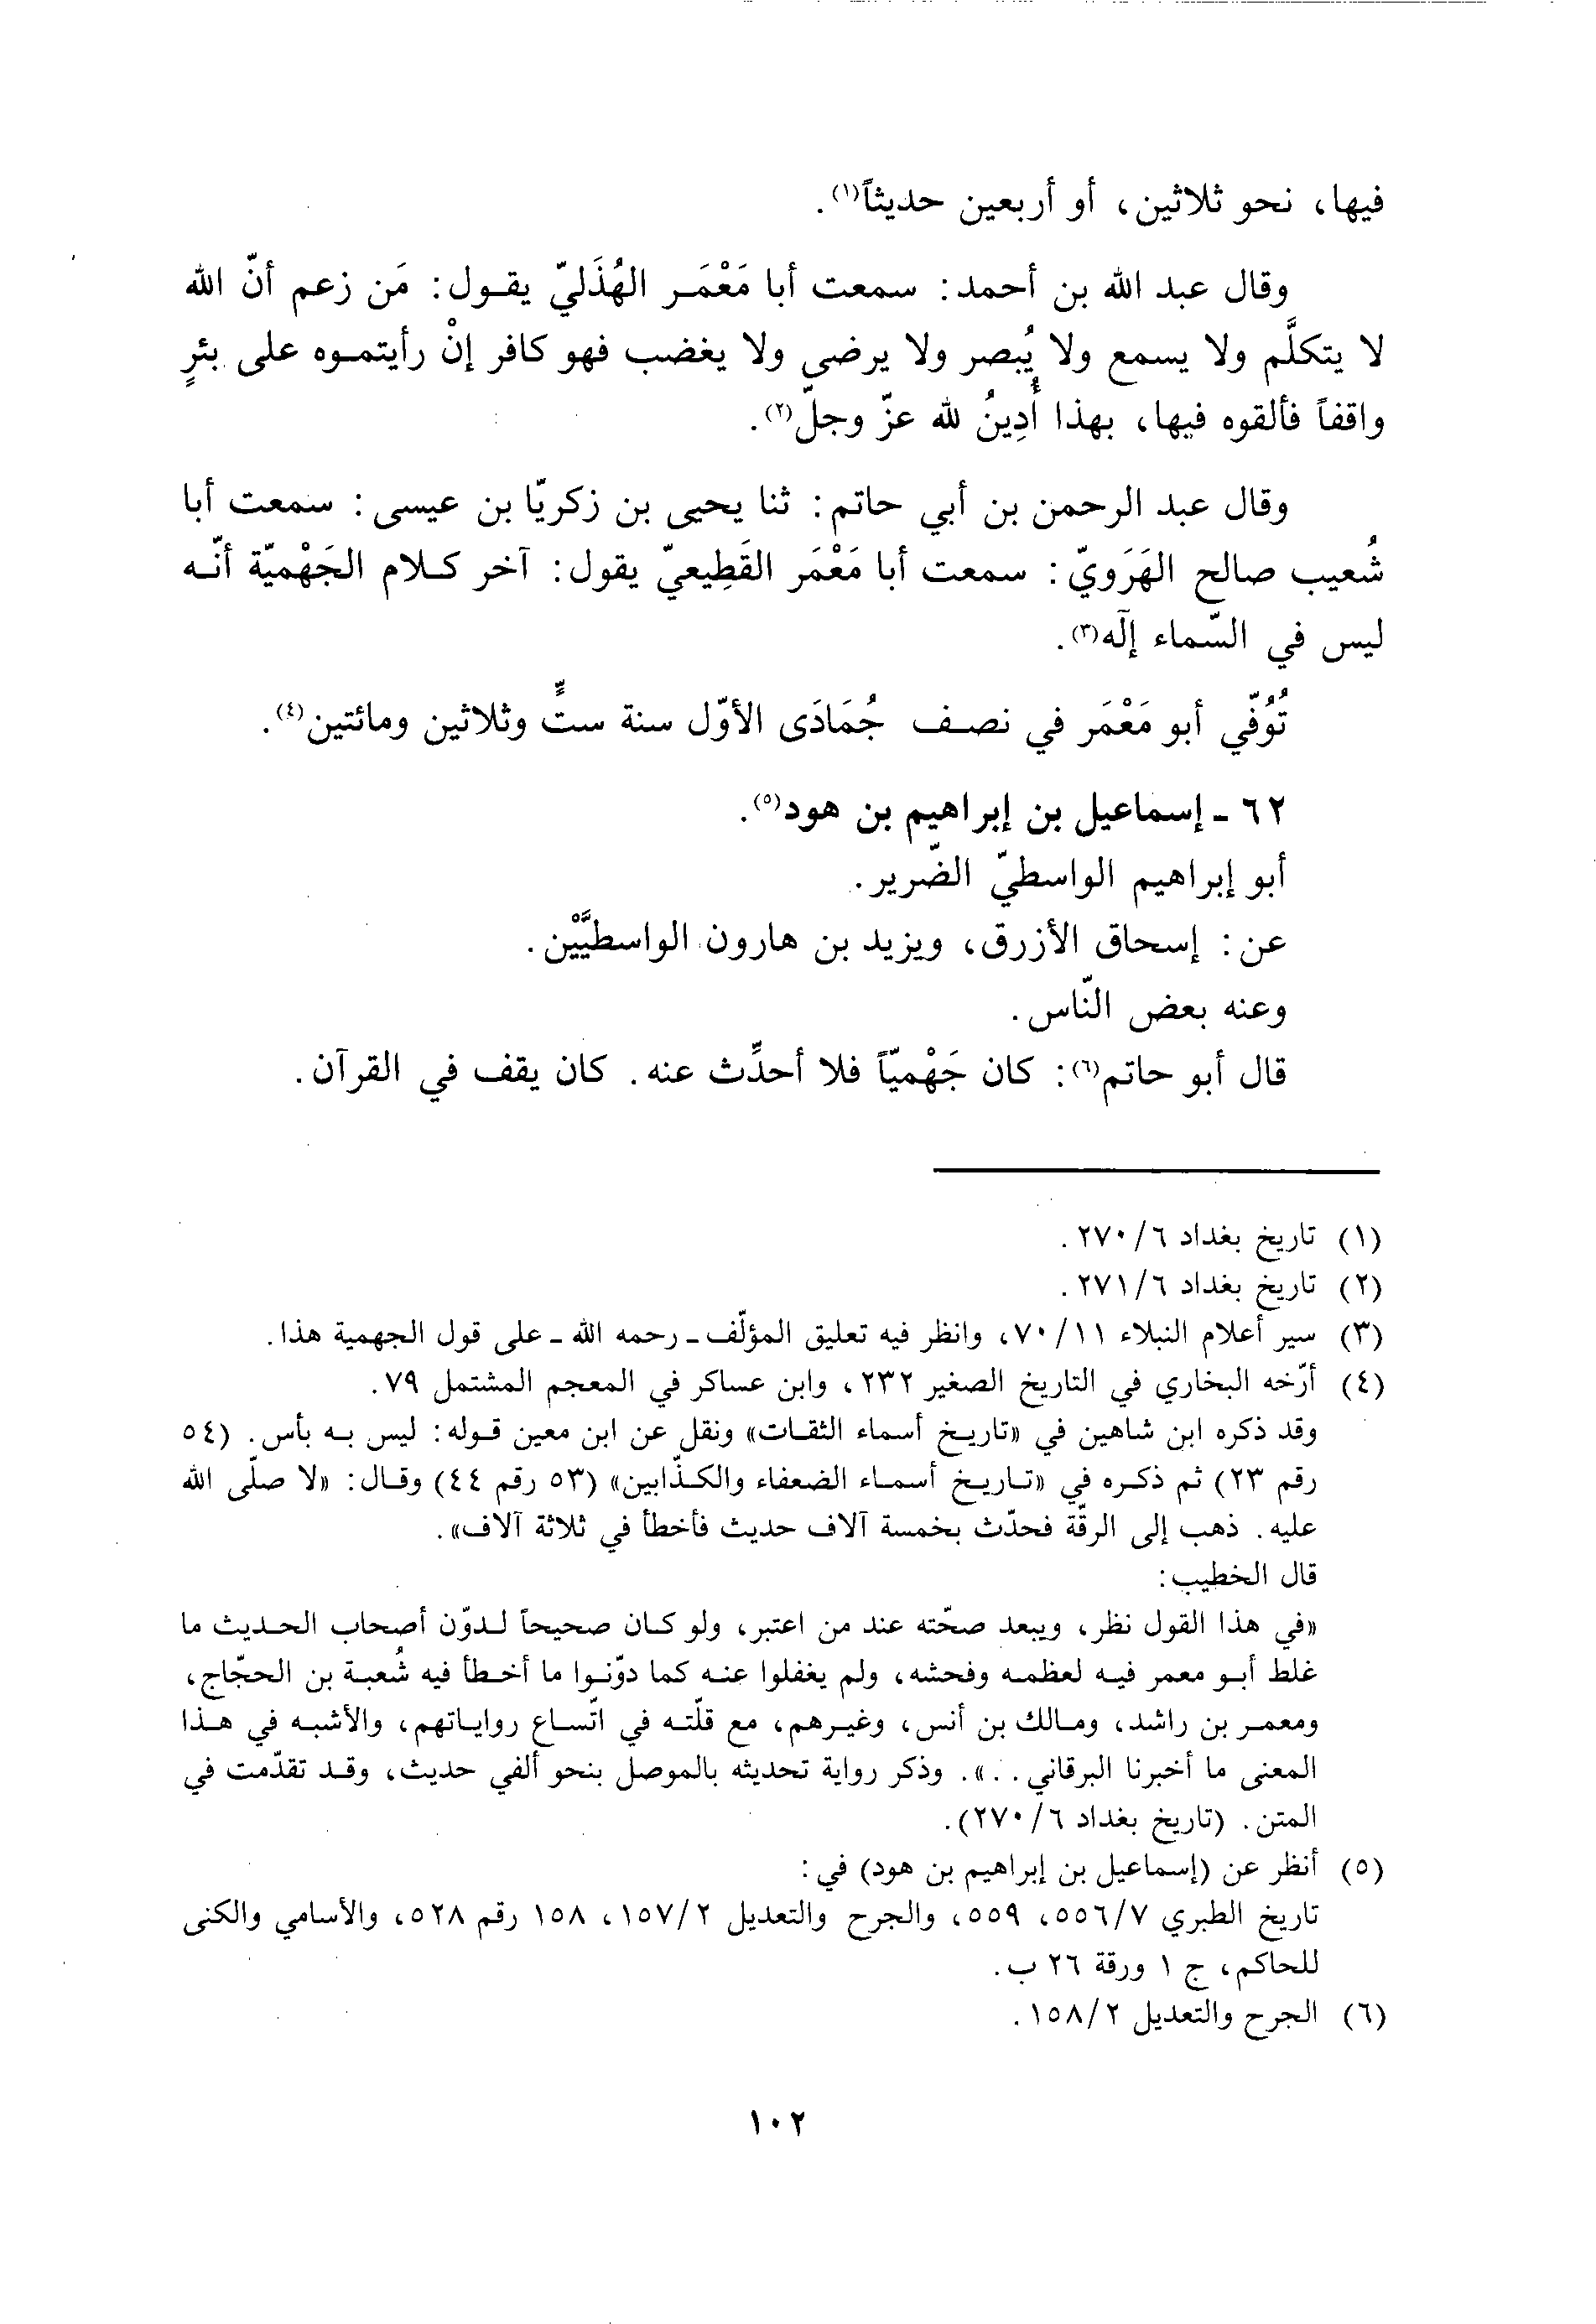 فيها، نحو ثلاثين، أو أربعين حديثاً(١).
وقال عبد الله بن أحمد: سمعت أبا مَعْمَر الهُذَليّ يقول: مَن زعم أنّ الله
لا يتكلَّم ولا يسمع ولا يُبصر ولا يرضى ولا يغضب فهو كافر إنْ رأيتموه على بئرٍ
واقفاً فألقوه فيها، بهذا أُدِينُ لله عزّ وجلّ(٢).
وقال عبد الرحمن بن أبي حاتم: ثنا يحيى بن زكريّا بن عيسى: سمعت أبا
شُعيب صالح الهَرَويّ: سمعت أبا مَعْمَر القَطِيعيّ يقول: آخر كلام الجَهْميّة أنّه
ليس في السّماء إلَه(٣).
تُوُفّي أبو مَعْمَر في نصف جُمَادَى الأوّل سنة ستٍّ وثلاثين ومائتين(٤).
٦٢ - إسماعيل بن إبراهيم بن هود(٥).
أبو إبراهيم الواسطيّ الضّرير.
عن: إسحاق الأزرق، ويزيد بن هارون الواسطيَّيْن.
وعنه بعض النّاس.
قال أبو حاتم(٦): كان جَهْميّاً فلا أحدِّث عنه. كان يقف في القرآن.
(١) تاريخ بغداد ٦/٢٧٠.
(٢) تاريخ بغداد ٦/٢٧١.
(٣) سير أعلام النبلاء ١١/٧٠، وانظر فيه تعليق المؤلّف - رحمه الله - على قول الجهمية هذا.
(٤) أرّخه البخاري في التاريخ الصغير ٢٣٢، وابن عساكر في المعجم المشتمل ٧٩.
وقد ذكره ابن شاهين في «تاريخ أسماء الثقات» ونقل عن ابن معين قوله: ليس به بأس. (٥٤
رقم ٢٣) ثم ذكره في «تاريخ أسماء الضعفاء والكذّابين» (٥٣ رقم ٤٤) وقال: «لا صلّى الله
عليه. ذهب إلى الرقّة فحدّث بخمسة آلاف حديث فأخطأ في ثلاثة آلاف».
قال الخطيب:
«في هذا القول نظر، ويبعد صحّته عند من اعتبر، ولو كان صحيحاً لدوّن أصحاب الحديث ما
غلط أبو معمر فيه لعظمه وفحشه، ولم يغفلوا عنه كما دوّنوا ما أخطأ فيه شُعبة بن الحجّاج،
ومعمر بن راشد، ومالك بن أنس، وغيرهم، مع قلّته في اتّساع رواياتهم، والأشبه في هذا
المعنى ما أخبرنا البرقاني . .». وذكر رواية تحديثه بالموصل بنحو ألفي حديث، وقد تقدّمت في
المتن. (تاريخ بغداد ٦/٢٧٠).
(٥) أنظر عن (إسماعيل بن إبراهيم بن هود) في:
تاريخ الطبري ٧/٥٥٦، ٥٥٩، والجرح والتعديل ٢/١٥٧، ١٥٨ رقم ٥٢٨، والأسامي والكنى
للحاكم، ج ١ ورقة ٢٦ ب.
(٦) الجرح والتعديل ٢/١٥٨.
١٠٢